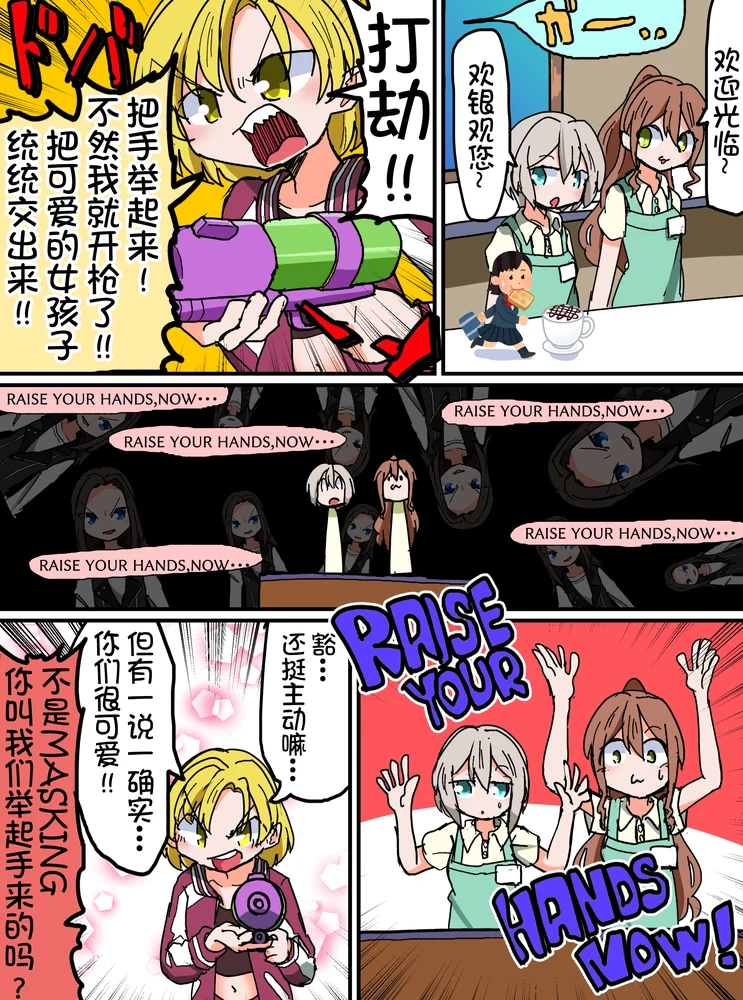 ガーッ
欢迎光临~
欢银观您~
打劫!!
ドバ
把手举起来!
不然我就开枪了!!
把可爱的女孩子
统统交出来!!
ーン
RAISE YOUR HANDS,NOW…
RAISE YOUR HANDS,NOW…
RAISE YOUR HANDS,NOW…
RAISE YOUR HANDS,NOW…
RAISE YOUR HANDS,NOW…
RAISE
YOUR
HANDS
NOW!
豁…
还挺主动嘛…
但有一说一确实…
你们很可爱!!
不是MASKING
你叫我们举起手来的吗?